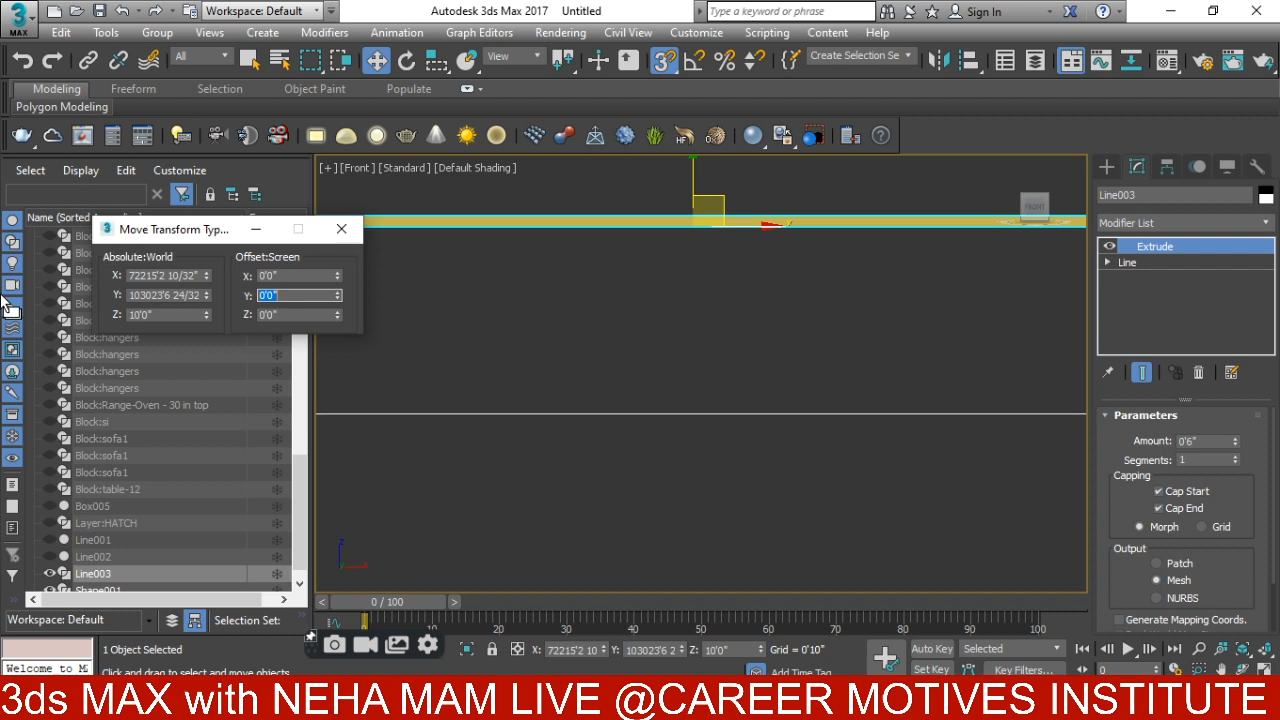 MAX
Workspace: Default
Autodesk 3ds Max 2017 Untitled
Type a keyword or phrase
Sign In
Edit Tools Group Views Create Modifiers Animation Graph Editors Rendering Civil View Customize Scripting Content Help
All
View
Create Selection Se
Modeling Freeform Selection Object Paint Populate
Polygon Modeling
Select Display Edit Customize
Name (Sorted
Move Transform Typ...
Absolute:World Offset:Screen
X: 72215'2 10/32" X: 0'0"
Y: 103023'6 24/32 Y: 0'0"
Z: 10'0" Z: 0'0"
Block:hangers
Block:hangers
Block:hangers
Block:hangers
Block:Range-Oven - 30 in top
Block:si
Block:sofa1
Block:sofa1
Block:sofa1
Block:table-12
Box005
Layer:HATCH
Line001
Line002
Line003
Shape001
[+] [Front ] [Standard ] [Default Shading ]
FRONT
Line003
Modifier List
Extrude
Line
Parameters
Amount: 0'6"
Segments: 1
Capping
Cap Start
Cap End
Morph Grid
Output
Patch
Mesh
NURBS
Generate Mapping Coords.
Workspace: Default
Selection Set:
0 / 100
10 20 30 40 50 60 70 80 90 100
1 Object Selected
X: 72215'2 10 Y: 103023'6 2 Z: 10'0" Grid = 0'10"
Auto Key Selected
Welcome to M
Click and drag to select and move objects
Add Time Tag
Set Key Key Filters...
0
3ds MAX with NEHA MAM LIVE @CAREER MOTIVES INSTITUTE